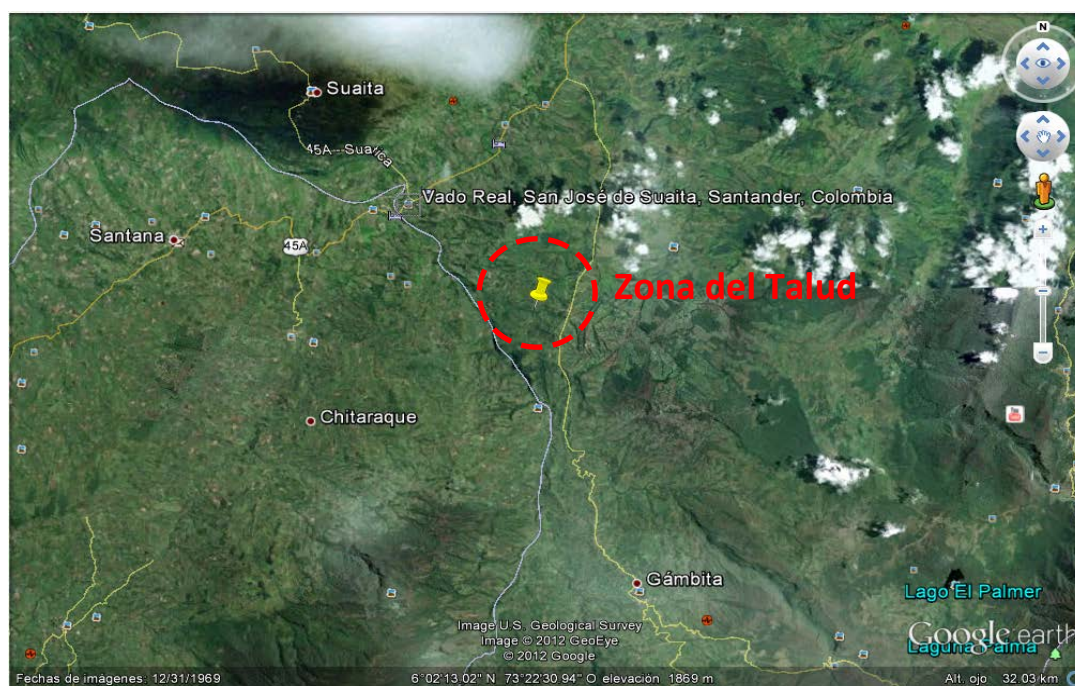 N
Suaita
45A - Suarica
Vado Real, San José de Suaita, Santander, Colombia
Santana
45A
Zona del Talud
Chitaraque
Gámbita
Lago El Palmer
Image U.S. Geological Survey
Image © 2012 GeoEye
© 2012 Google
Google earth
Laguna Palma
Fechas de imágenes: 12/31/1969
6°02'13.02" N 73°22'30.94" O elevación 1869 m
Alt. ojo 32.03 km